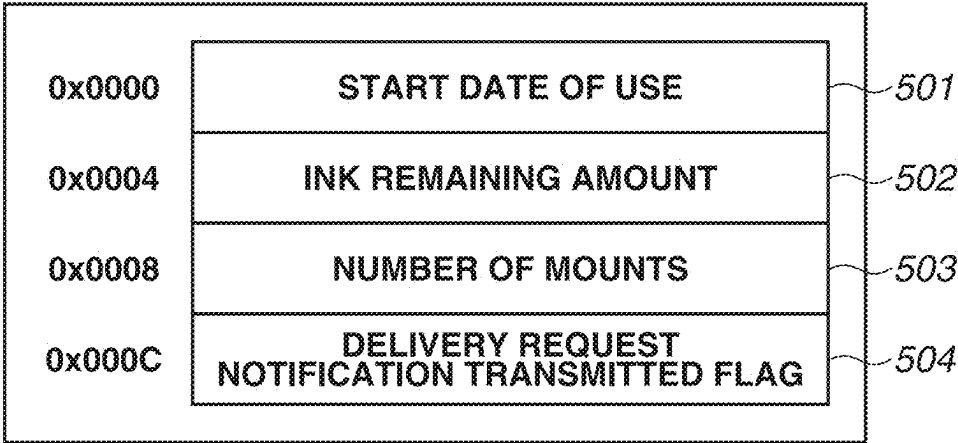 0x0000 START DATE OF USE 501
0x0004 INK REMAINING AMOUNT 502
0x0008 NUMBER OF MOUNTS 503
0x000C DELIVERY REQUEST
NOTIFICATION TRANSMITTED FLAG 504